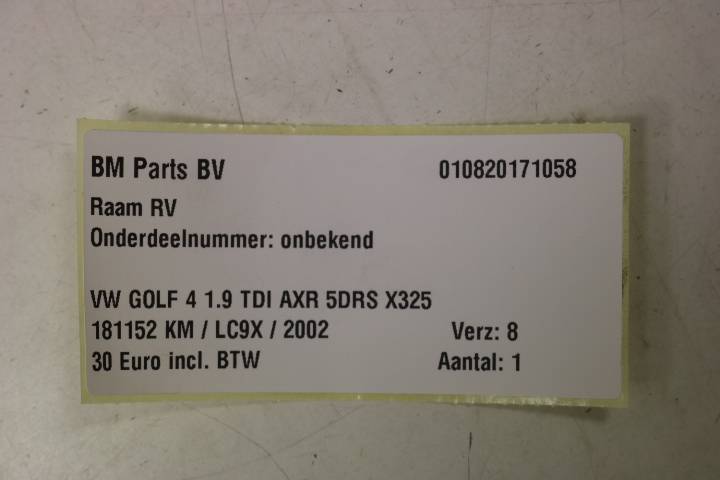 BM Parts BV 010820171058
Raam RV
Onderdeelnummer: onbekend
VW GOLF 4 1.9 TDI AXR 5DRS X325
181152 KM / LC9X / 2002 Verz: 8
30 Euro incl. BTW Aantal: 1